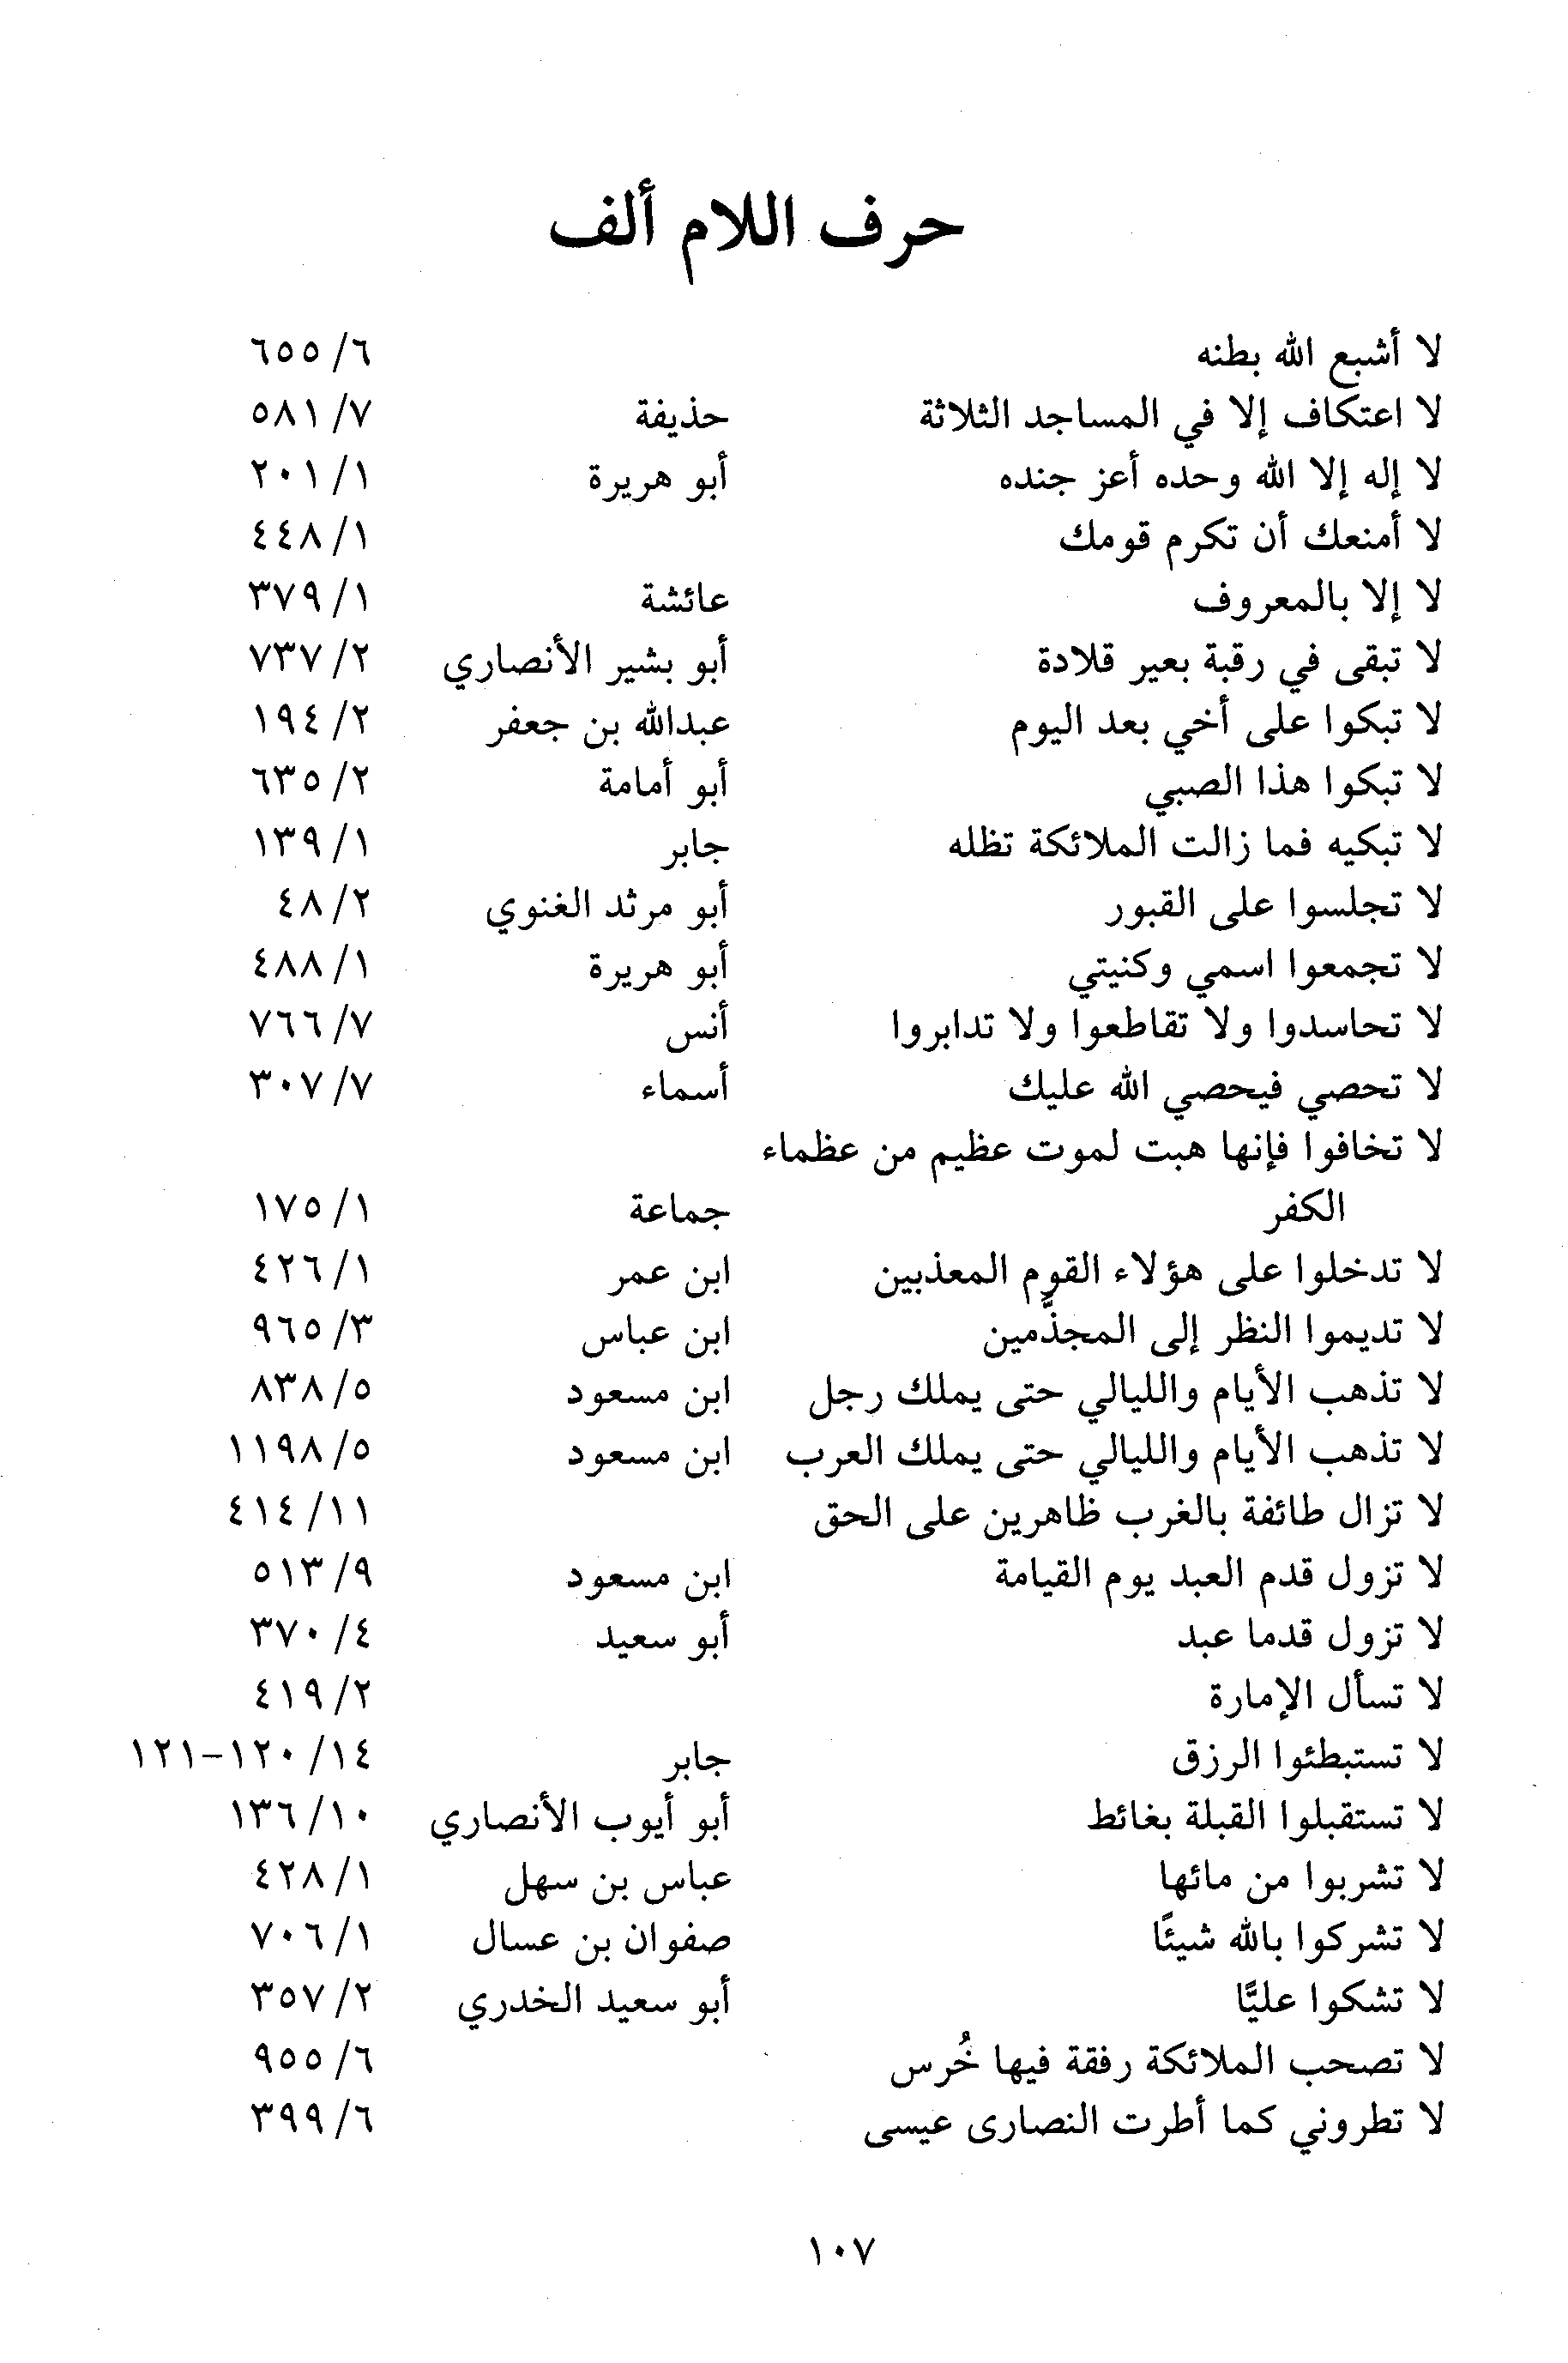 حرف اللام ألف
لا أشبع الله بطنه ٦/ ٦٥٥
لا اعتكاف إلا في المساجد الثلاثة حذيفة ٧/ ٥٨١
لا إله إلا الله وحده أعز جنده أبو هريرة ١/ ٢٠١
لا أمنعك أن تكرم قومك ١/ ٤٤٨
لا إلا بالمعروف عائشة ١/ ٣٧٩
لا تبقى في رقبة بعير قلادة أبو بشير الأنصاري ٢/ ٧٣٧
لا تبكوا على أخي بعد اليوم عبدالله بن جعفر ٢/ ١٩٤
لا تبكوا هذا الصبي أبو أمامة ٢/ ٦٣٥
لا تبكيه فما زالت الملائكة تظله جابر ١/ ١٣٩
لا تجلسوا على القبور أبو مرثد الغنوي ٢/ ٤٨
لا تجمعوا اسمي وكنيتي أبو هريرة ١/ ٤٨٨
لا تحاسدوا ولا تقاطعوا ولا تدابروا أنس ٧/ ٧٦٦
لا تحصي فيحصي الله عليك أسماء ٧/ ٣٠٧
لا تخافوا فإنها هبت لموت عظيم من عظماء
الكفر جماعة ١/ ١٧٥
لا تدخلوا على هؤلاء القوم المعذبين ابن عمر ١/ ٤٢٦
لا تديموا النظر إلى المجذَّمين ابن عباس ٣/ ٩٦٥
لا تذهب الأيام والليالي حتى يملك رجل ابن مسعود ٥/ ٨٣٨
لا تذهب الأيام والليالي حتى يملك العرب ابن مسعود ٥/ ١١٩٨
لا تزال طائفة بالغرب ظاهرين على الحق ١١/ ٤١٤
لا تزول قدم العبد يوم القيامة ابن مسعود ٩/ ٥١٣
لا تزول قدما عبد أبو سعيد ٤/ ٣٧٠
لا تسأل الإمارة ٢/ ٤١٩
لا تستبطئوا الرزق جابر ١٤/ ١٢٠-١٢١
لا تستقبلوا القبلة بغائط أبو أيوب الأنصاري ١٠/ ١٣٦
لا تشربوا من مائها عباس بن سهل ١/ ٤٢٨
لا تشركوا بالله شيئًا صفوان بن عسال ١/ ٧٠٦
لا تشكوا عليًّا أبو سعيد الخدري ٢/ ٣٥٧
لا تصحب الملائكة رفقة فيها خُرس ٦/ ٩٥٥
لا تطروني كما أطرت النصارى عيسى ٦/ ٣٩٩
١٠٧